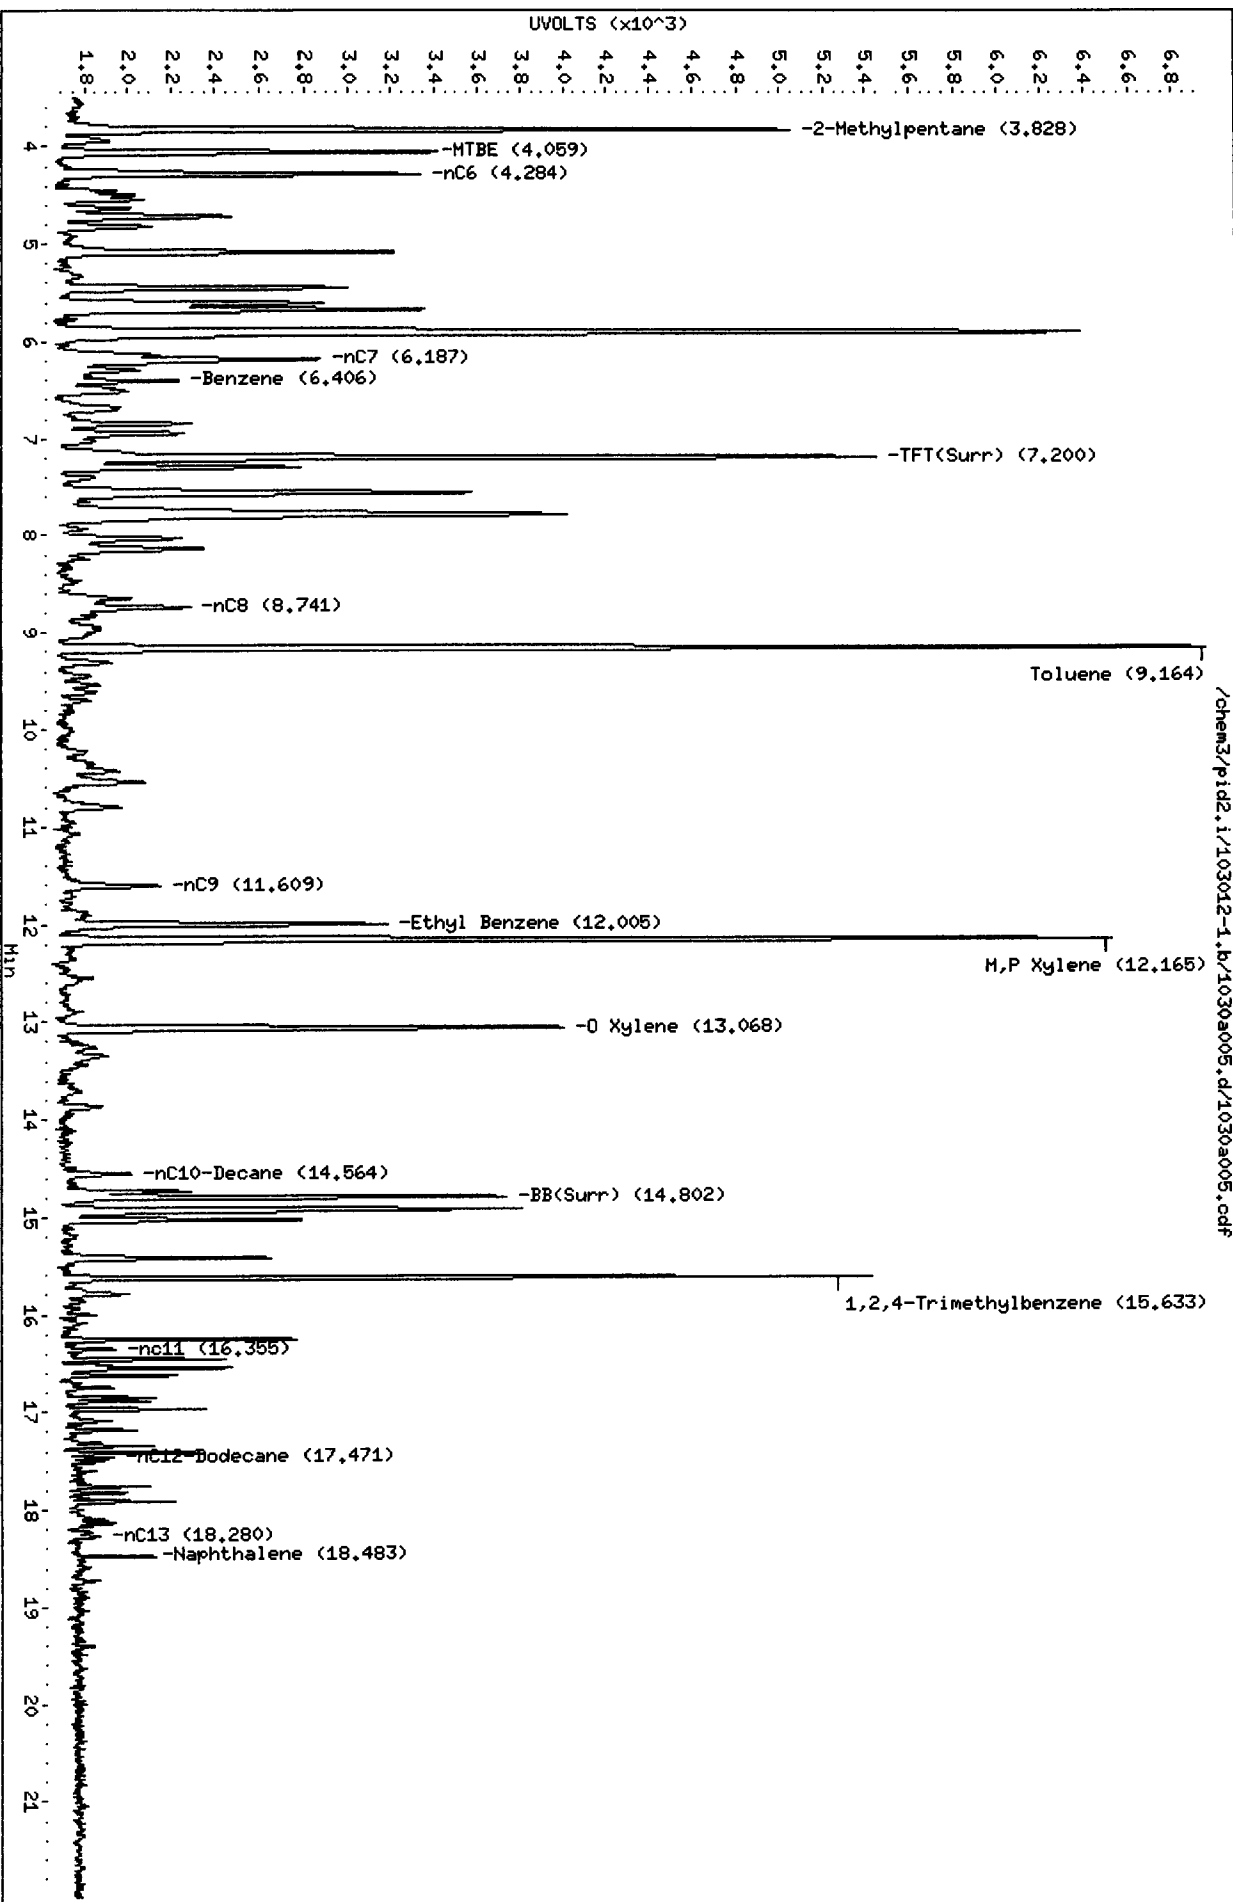 UVOLTS (x10^3)
1.8
2.0
2.2
2.4
2.6
2.8
3.0
3.2
3.4
3.6
3.8
4.0
4.2
4.4
4.6
4.8
5.0
5.2
5.4
5.6
5.8
6.0
6.2
6.4
6.6
6.8
-2-Methylpentane (3.828)
4
-MTBE (4.059)
-nC6 (4.284)
5
6
-nC7 (6.187)
-Benzene (6.406)
7
-TFT(Surr) (7.200)
8
-nC8 (8.741)
9
Toluene (9.164)
/chem3/pid2.i/103012-1.b/1030a005.d/1030a005.cdf
10
11
-nC9 (11.609)
12
-Ethyl Benzene (12.005)
Min
M,P Xylene (12.165)
13
-O Xylene (13.068)
14
-nC10-Decane (14.564)
-BB(Surr) (14.802)
15
1,2,4-Trimethylbenzene (15.633)
16
-nc11 (16.355)
17
-nC12-Dodecane (17.471)
18
-nC13 (18.280)
-Naphthalene (18.483)
19
20
21